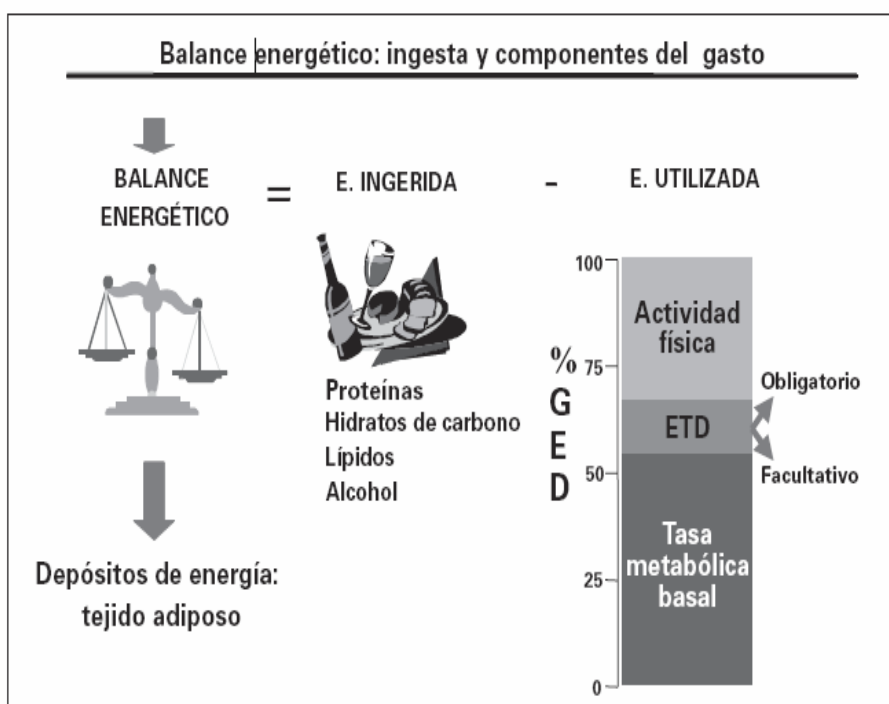 Balance energético: ingesta y componentes del gasto
BALANCE
ENERGÉTICO
=
E. INGERIDA
-
E. UTILIZADA
Proteínas
Hidratos de carbono
Lípidos
Alcohol
% G E D
100
75
50
25
0
Actividad
física
ETD
Tasa
metabólica
basal
Obligatorio
Facultativo
Depósitos de energía:
tejido adiposo